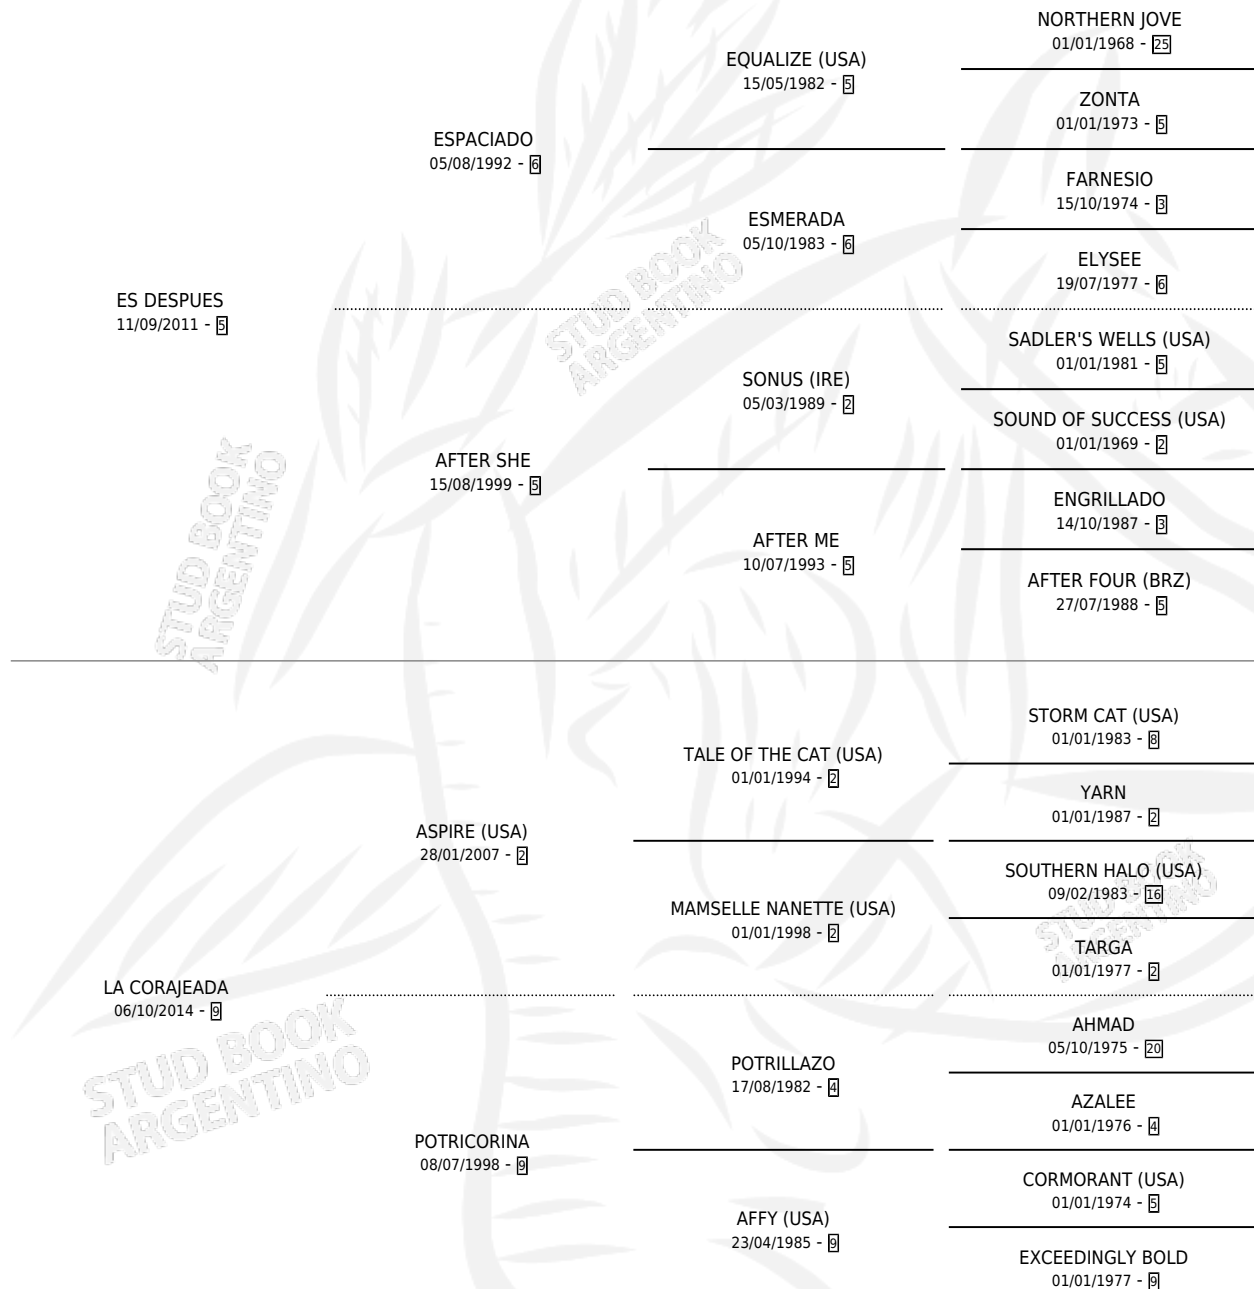 NORTHERN JOVE
01/01/1968 - 25
EQUALIZE (USA)
15/05/1982 - 5
ZONTA
01/01/1973 - 5
ESPACIADO
05/08/1992 - 6
FARNESIO
15/10/1974 - 3
ESMERADA
05/10/1983 - 6
ELYSEE
19/07/1977 - 6
ES DESPUES
11/09/2011 - 5
SADLER'S WELLS (USA)
01/01/1981 - 5
SONUS (IRE)
05/03/1989 - 2
SOUND OF SUCCESS (USA)
01/01/1969 - 2
AFTER SHE
15/08/1999 - 5
ENGRILLADO
14/10/1987 - 3
AFTER ME
10/07/1993 - 5
AFTER FOUR (BRZ)
27/07/1988 - 5
STORM CAT (USA)
01/01/1983 - 8
TALE OF THE CAT (USA)
01/01/1994 - 2
YARN
01/01/1987 - 2
ASPIRE (USA)
28/01/2007 - 2
SOUTHERN HALO (USA)
09/02/1983 - 16
MAMSELLE NANETTE (USA)
01/01/1998 - 2
TARGA
01/01/1977 - 2
LA CORAJEADA
06/10/2014 - 9
AHMAD
05/10/1975 - 20
POTRILLAZO
17/08/1982 - 4
AZALEE
01/01/1976 - 4
POTRICORINA
08/07/1998 - 9
CORMORANT (USA)
01/01/1974 - 5
AFFY (USA)
23/04/1985 - 9
EXCEEDINGLY BOLD
01/01/1977 - 9
STUD BOOK
ARGENTINO
STUD BOOK
ARGENTINO
STUD BOOK
ARGENTINO
STUD BOOK
ARGENTINO